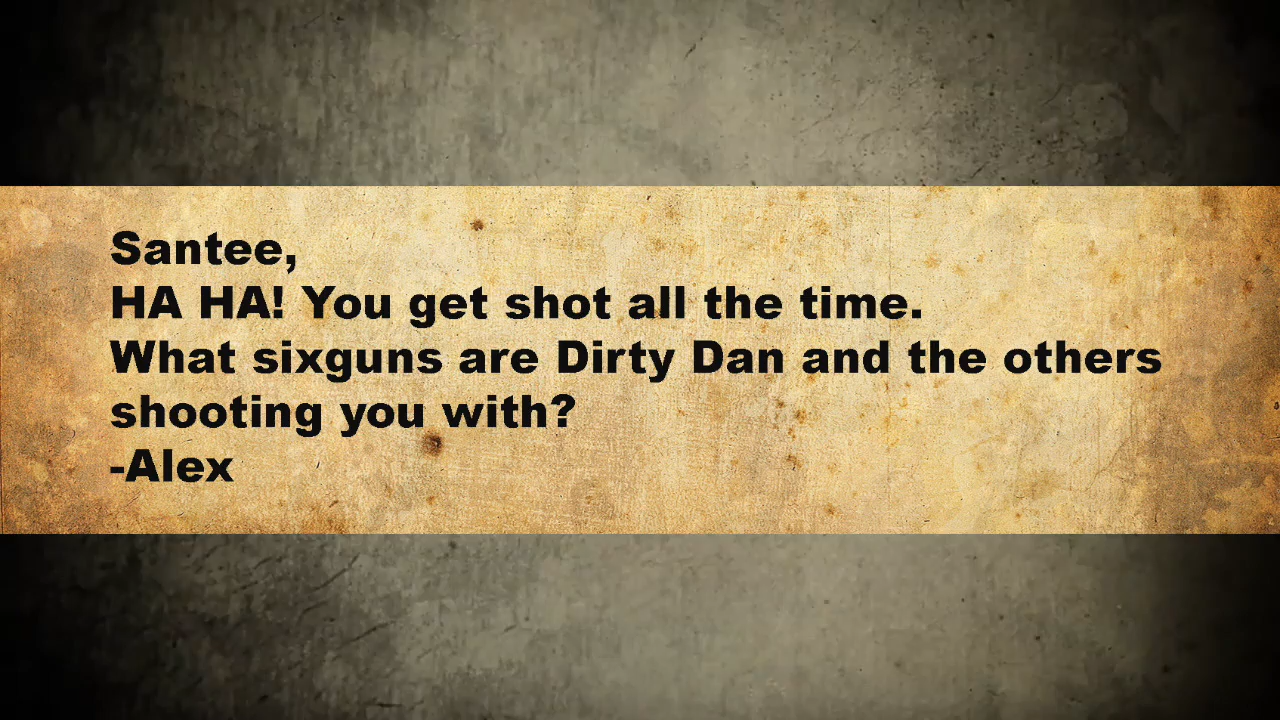 Santee,
HA HA! You get shot all the time.
What sixguns are Dirty Dan and the others
shooting you with?
-Alex